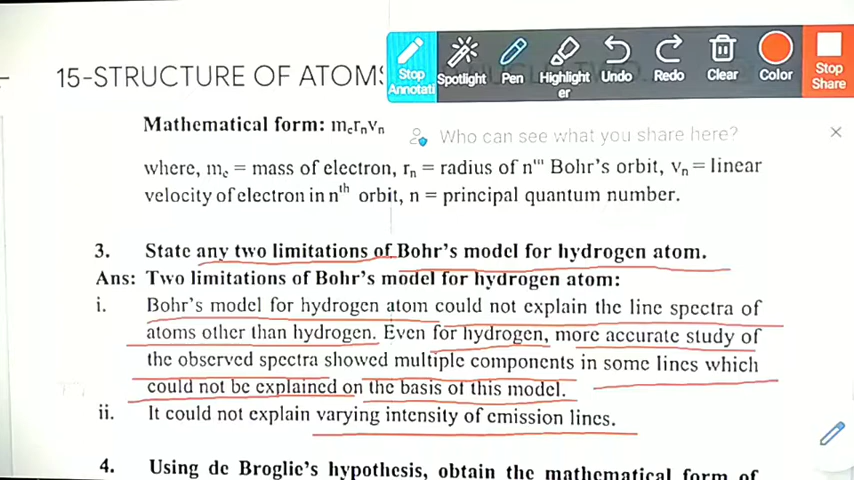 Stop
Annotati
Spotlight
Pen
Highlight
er
Undo
Redo
Clear
Color
Stop
Share
15-STRUCTURE OF ATOMS
Who can see what you share here?
Mathematical form: mₑrₙvₙ
where, mₑ = mass of electron, rₙ = radius of nᵗʰ Bohr's orbit, vₙ = linear
velocity of electron in nᵗʰ orbit, n = principal quantum number.
3. State any two limitations of Bohr's model for hydrogen atom.
Ans: Two limitations of Bohr's model for hydrogen atom:
i. Bohr's model for hydrogen atom could not explain the line spectra of
atoms other than hydrogen. Even for hydrogen, more accurate study of
the observed spectra showed multiple components in some lines which
could not be explained on the basis of this model.
ii. It could not explain varying intensity of emission lines.
4. Using de Broglie's hypothesis, obtain the mathematical form of